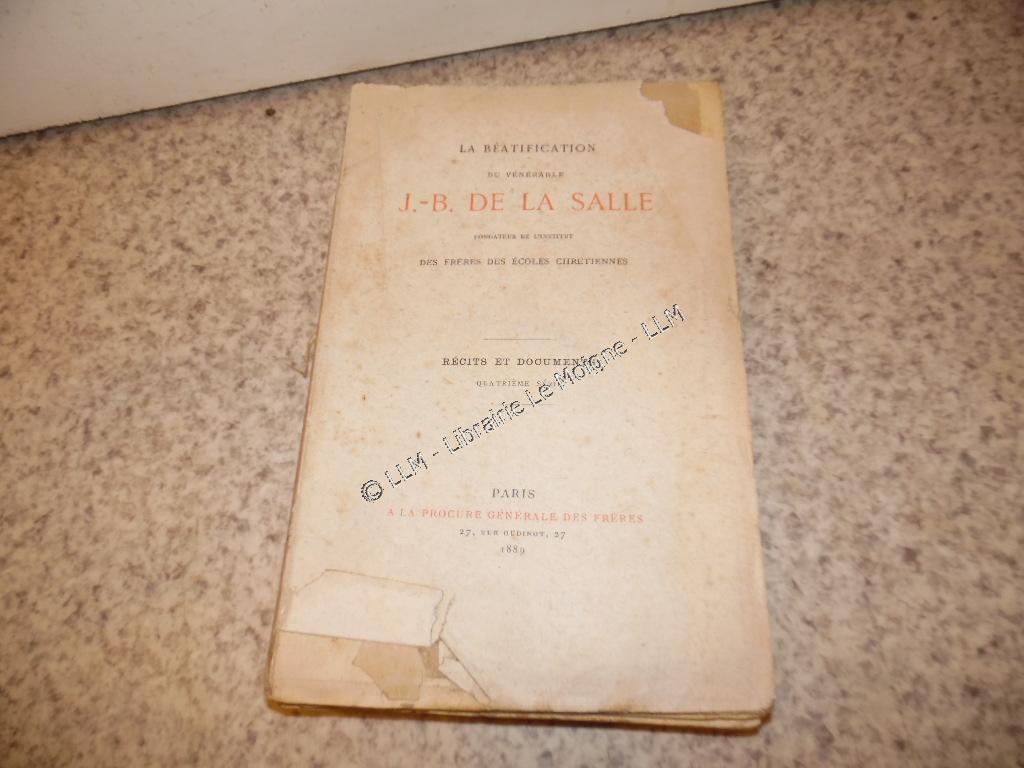 LA BÉATIFICATION
DU VÉNÉRABLE
J.-B. DE LA SALLE
FONDATEUR DE L'INSTITUT
DES FRÈRES DES ÉCOLES CHRÉTIENNES
RÉCITS ET DOCUMENTS
QUATRIÈME SÉRIE
© LLM - Librairie Le Moigne - LLM
PARIS
A LA PROCURE GÉNÉRALE DES FRÈRES
27, RUE OUDINOT, 27
1889